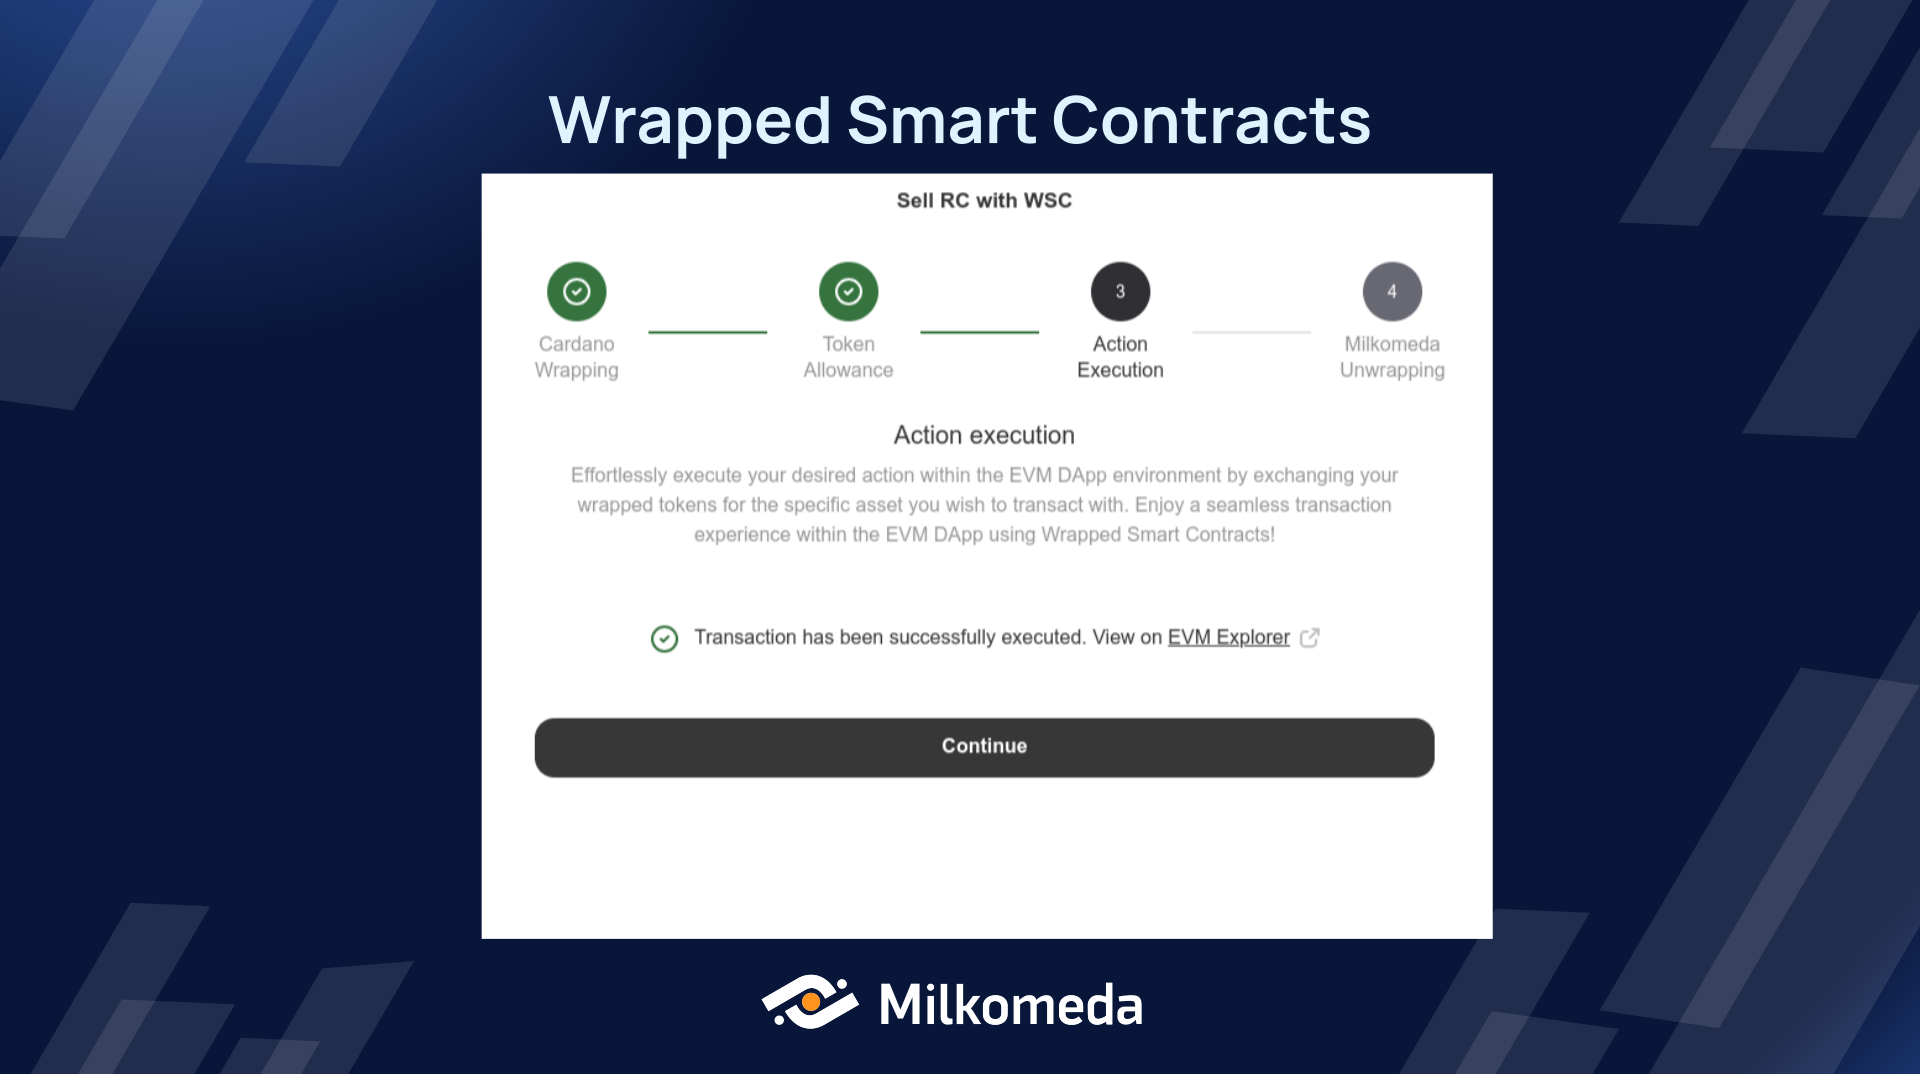 Wrapped Smart Contracts
Sell RC with WSC
3
4
Cardano
Wrapping
Token
Allowance
Action
Execution
Milkomeda
Unwrapping
Action execution
Effortlessly execute your desired action within the EVM DApp environment by exchanging your
wrapped tokens for the specific asset you wish to transact with. Enjoy a seamless transaction
experience within the EVM DApp using Wrapped Smart Contracts!
Transaction has been successfully executed. View on EVM Explorer
Continue
Milkomeda